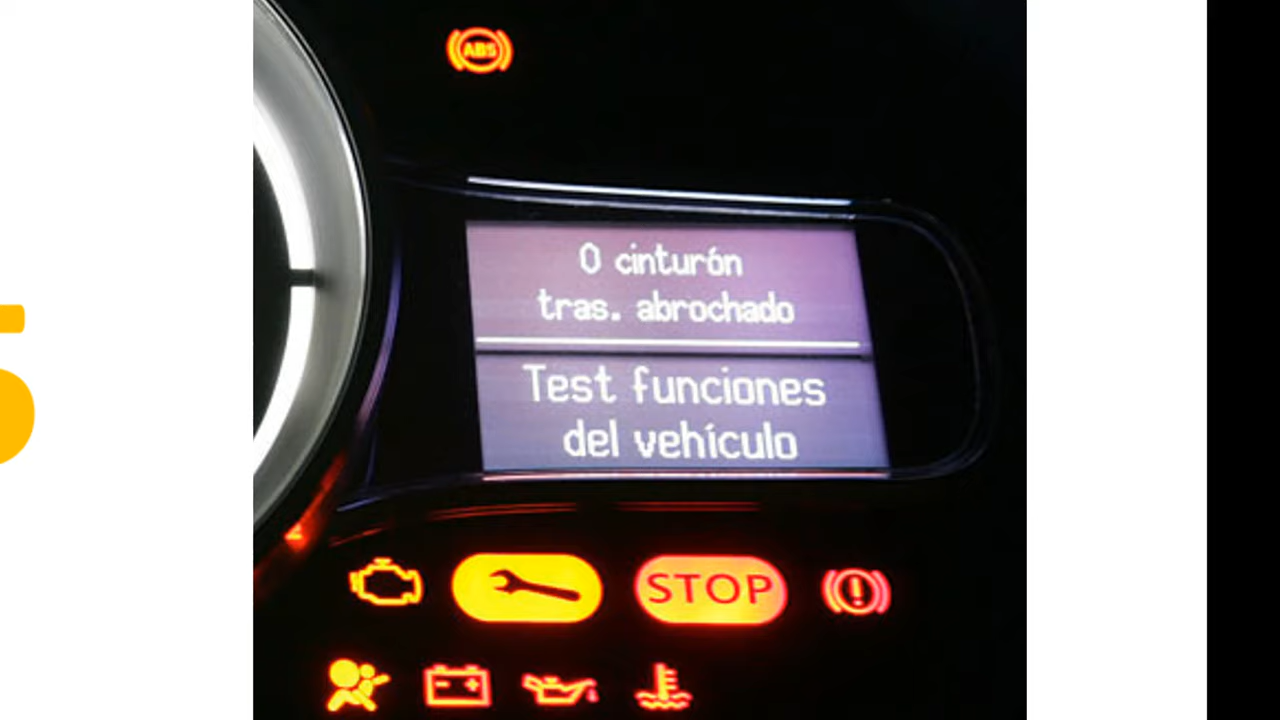 ABS
0 cinturón
tras. abrochado
Test funciones
del vehículo
STOP